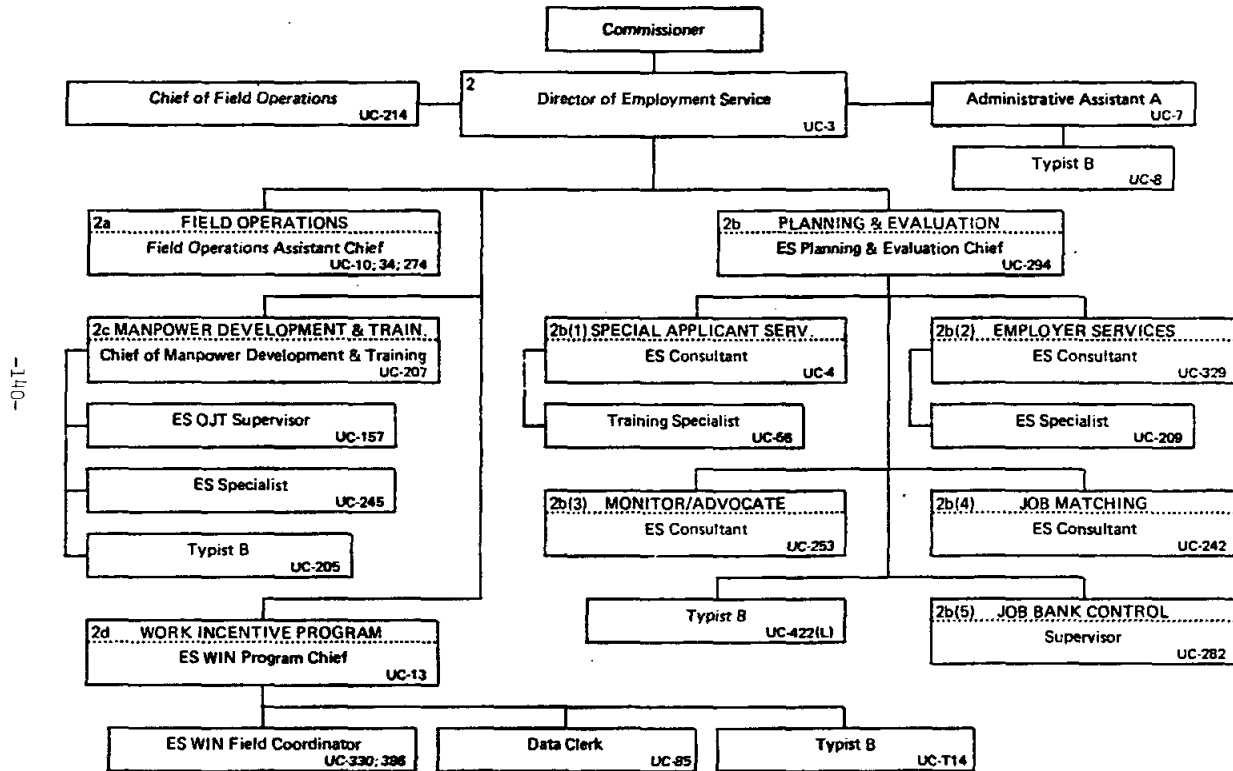 Commissioner
Chief of Field Operations
UC-214
2
Director of Employment Service
UC-3
Administrative Assistant A
UC-7
Typist B
UC-8
2a FIELD OPERATIONS
Field Operations Assistant Chief
UC-10; 34; 274
2b PLANNING & EVALUATION
ES Planning & Evaluation Chief
UC-294
2c MANPOWER DEVELOPMENT & TRAIN.
Chief of Manpower Development & Training
UC-207
2b(1) SPECIAL APPLICANT SERV.
ES Consultant
UC-4
2b(2) EMPLOYER SERVICES
ES Consultant
UC-329
-140-
ES OJT Supervisor
UC-157
Training Specialist
UC-56
ES Specialist
UC-209
ES Specialist
UC-245
2b(3) MONITOR/ADVOCATE
ES Consultant
UC-253
2b(4) JOB MATCHING
ES Consultant
UC-242
Typist B
UC-205
Typist B
UC-422(L)
2b(5) JOB BANK CONTROL
Supervisor
UC-282
2d WORK INCENTIVE PROGRAM
ES WIN Program Chief
UC-13
ES WIN Field Coordinator
UC-330; 386
Data Clerk
UC-85
Typist B
UC-T14